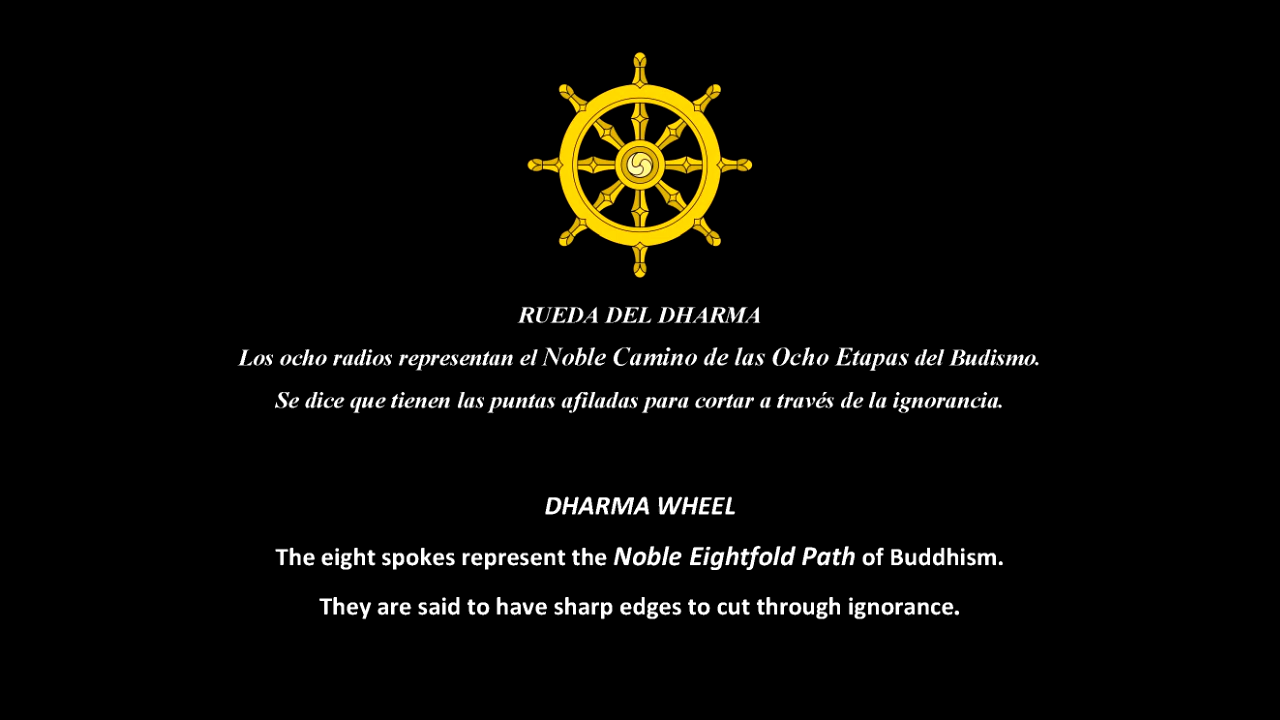 RUEDA DEL DHARMA
Los ocho radios representan el Noble Camino de las Ocho Etapas del Budismo.
Se dice que tienen las puntas afiladas para cortar a través de la ignorancia.
DHARMA WHEEL
The eight spokes represent the Noble Eightfold Path of Buddhism.
They are said to have sharp edges to cut through ignorance.